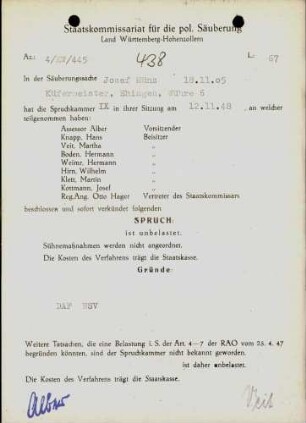 Staatskommissariat für die pol. Säuberung
Land Württemberg-Hohenzollern
Az: 4/XX/445 438 L: 67
In der Säuberungssache Josef 18.11.05
Küfermeister, Ehingen, 6
hat die Spruchkammer IX in ihrer Sitzung am 12.11.48, an welcher
teilgenommen haben:
Assessor Alber Vorsitzender
Knapp, Hans Beisitzer
Veit, Martha "
Boden, Hermann "
Weiner, Hermann "
Hirn, Wilhelm "
Klett, Martin "
Kottmann, Josef "
Reg.Ang. Otto Hager Vertreter des Staatskommissars
beschlossen und sofort verkündet folgenden
SPRUCH:
ist unbelastet.
Sühnemaßnahmen werden nicht angeordnet.
Die Kosten des Verfahrens trägt die Staatskasse.
Gründe:
DAF NSV
Weitere Tatsachen, die eine Belastung i. S. der Art. 4—7 der RAO vom 25. 4. 47
begründen könnten, sind der Spruchkammer nicht bekannt geworden.
ist daher unbelastet.
Die Kosten des Verfahrens trägt die Staatskasse.
Alber Veit